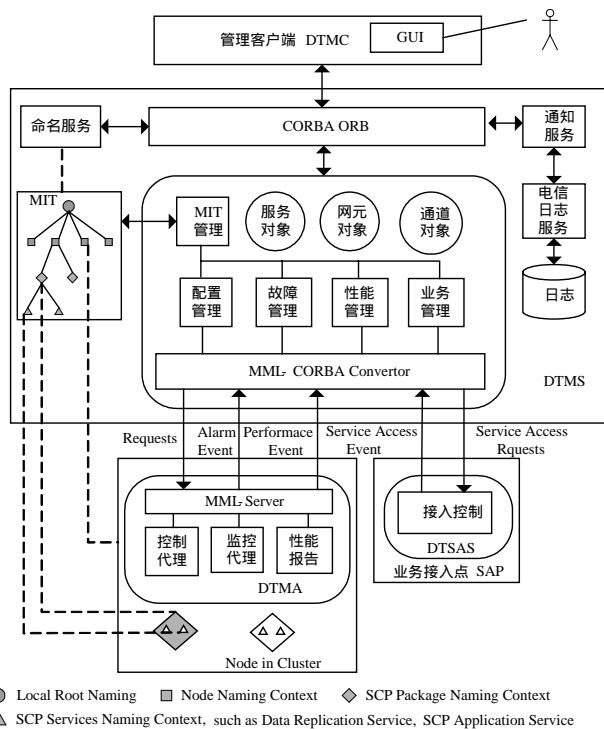 管理客户端 DTMC
GUI
命名服务
CORBA ORB
通知
服务
MIT
MIT
管理
服务
对象
网元
对象
通道
对象
电信
日志
服务
配置
管理
故障
管理
性能
管理
业务
管理
日志
MML- CORBA Convertor
DTMS
Requests
Alarm
Event
Performace
Event
Service Access
Event
Service Access
Rquests
MML-Server
控制
代理
监控
代理
性能
报告
DTMA
接入控制
DTSAS
业务接入点 SAP
Node in Cluster
Local Root Naming
Node Naming Context
SCP Package Naming Context
SCP Services Naming Context, such as Data Replication Service, SCP Application Service